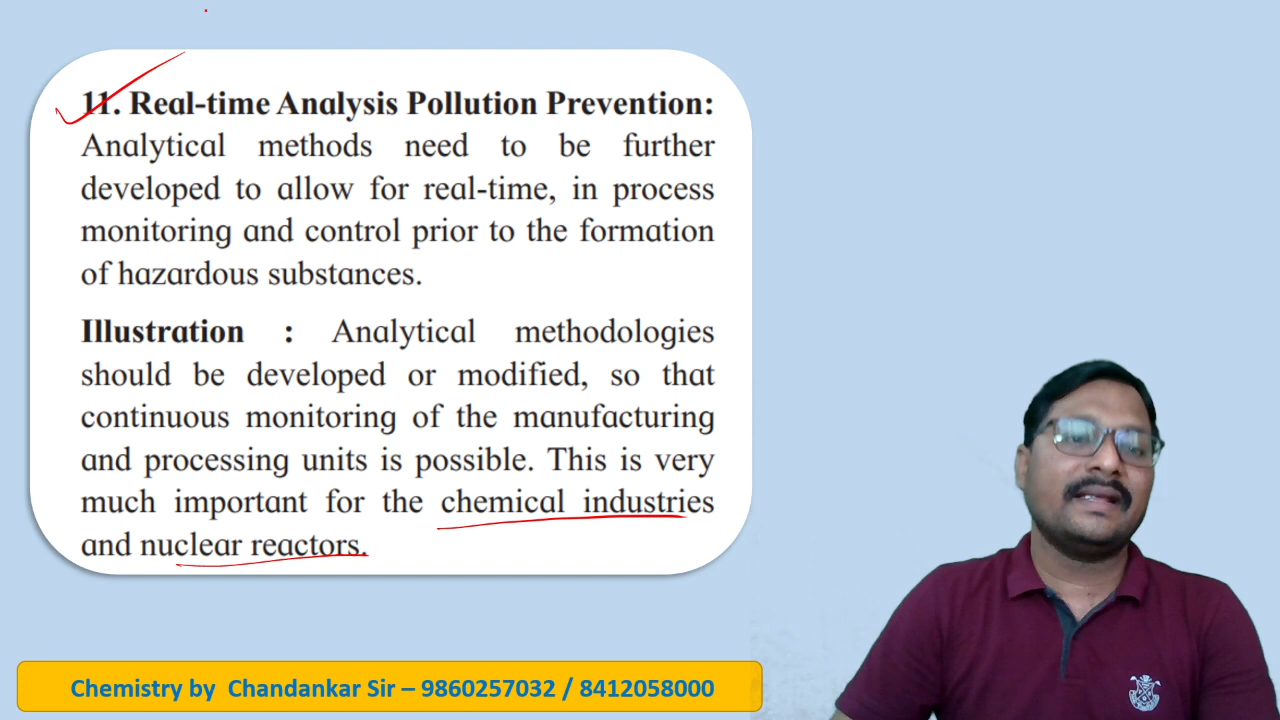 11. Real-time Analysis Pollution Prevention:
Analytical methods need to be further
developed to allow for real-time, in process
monitoring and control prior to the formation
of hazardous substances.
Illustration : Analytical methodologies
should be developed or modified, so that
continuous monitoring of the manufacturing
and processing units is possible. This is very
much important for the chemical industries
and nuclear reactors.
Chemistry by Chandankar Sir – 9860257032 / 8412058000